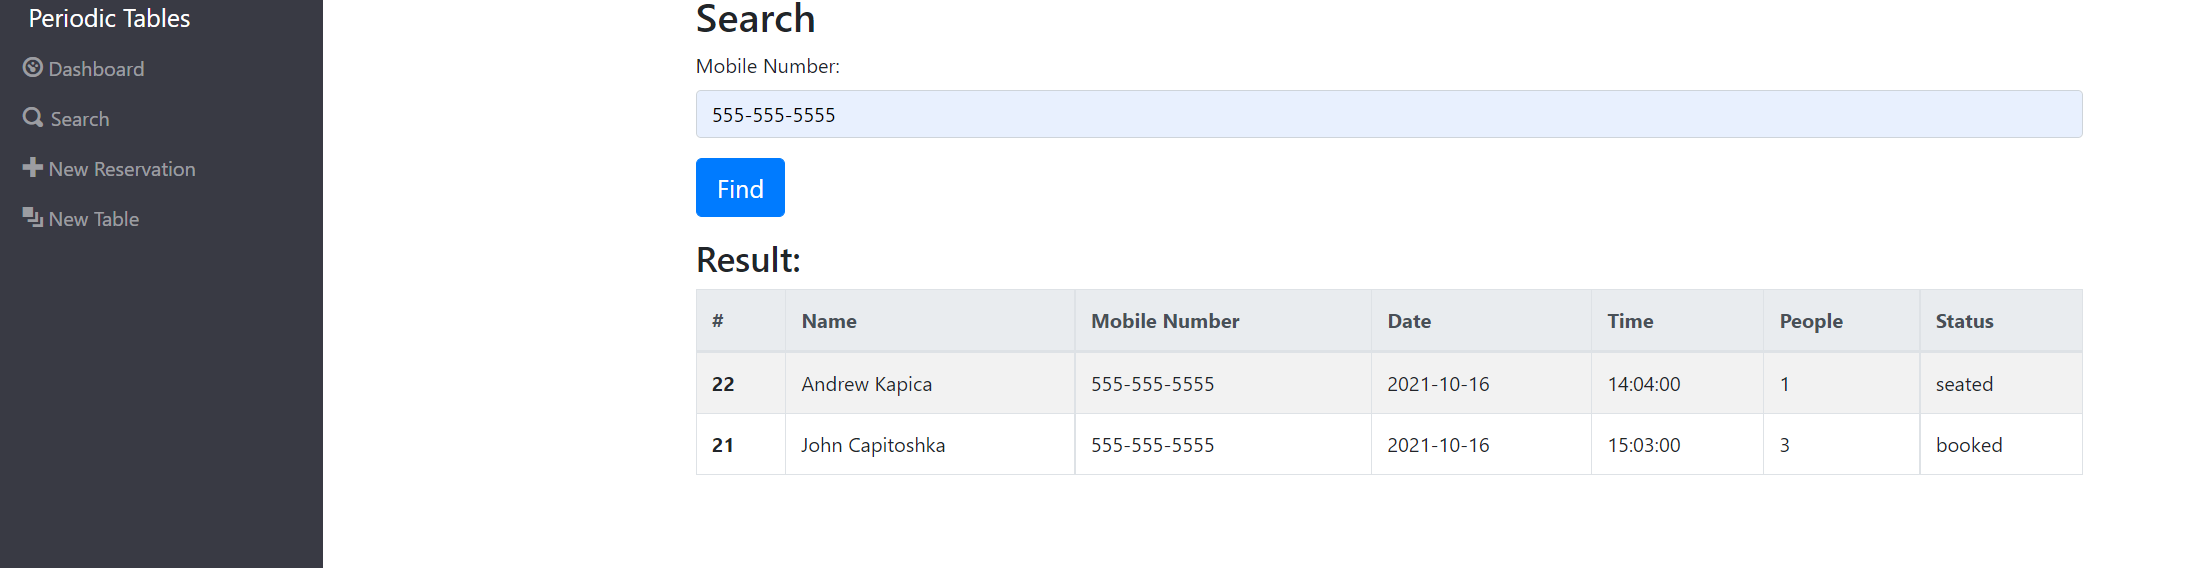 Periodic Tables
Dashboard
Search
New Reservation
New Table
Search
Mobile Number:
555-555-5555
Find
Result:
# Name Mobile Number Date Time People Status
22 Andrew Kapica 555-555-5555 2021-10-16 14:04:00 1 seated
21 John Capitoshka 555-555-5555 2021-10-16 15:03:00 3 booked